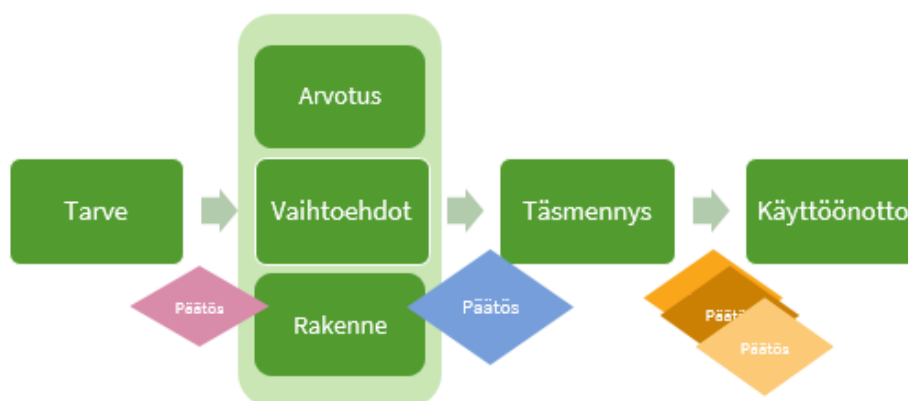 Arvotus
Tarve
Vaihtoehdot
Täsmennys
Käyttöönotto
Rakenne
Päätös
Päätös
Päätös
Päätös